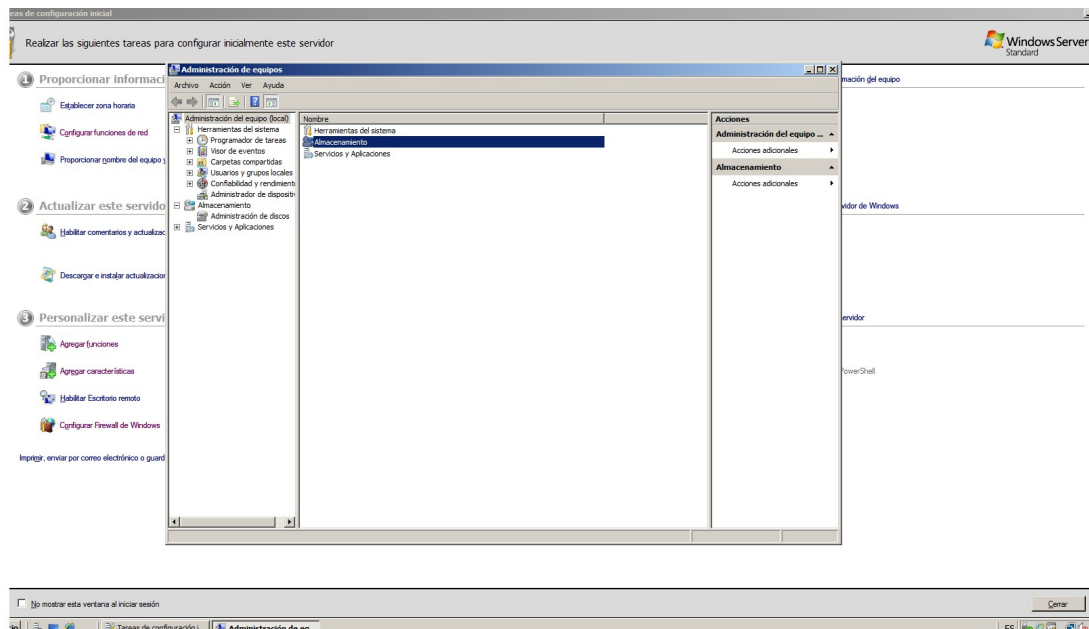 eas de configuración inicial
Realizar las siguientes tareas para configurar inicialmente este servidor
Windows Server
Standard
1 Proporcionar informaci
mación del equipo
Establecer zona horaria
Configurar funciones de red
Proporcionar nombre del equipo y
2 Actualizar este servido
vidor de Windows
Habilitar comentarios y actualizac
Descargar e instalar actualizacion
3 Personalizar este servi
ervidor
Agregar funciones
Agregar características
PowerShell
Habilitar Escritorio remoto
Configurar Firewall de Windows
Imprimir, enviar por correo electrónico o guard
Administración de equipos
Archivo Acción Ver Ayuda
Administración del equipo (local)
Herramientas del sistema
Programador de tareas
Visor de eventos
Carpetas compartidas
Usuarios y grupos locales
Confiabilidad y rendimient
Administrador de dispositi
Almacenamiento
Administración de discos
Servicios y Aplicaciones
Nombre
Herramientas del sistema
Almacenamiento
Servicios y Aplicaciones
Acciones
Administración del equipo ...
Acciones adicionales
Almacenamiento
Acciones adicionales
No mostrar esta ventana al iniciar sesión
Cerrar
Tareas de configuración i...
Administración de eq...
ES